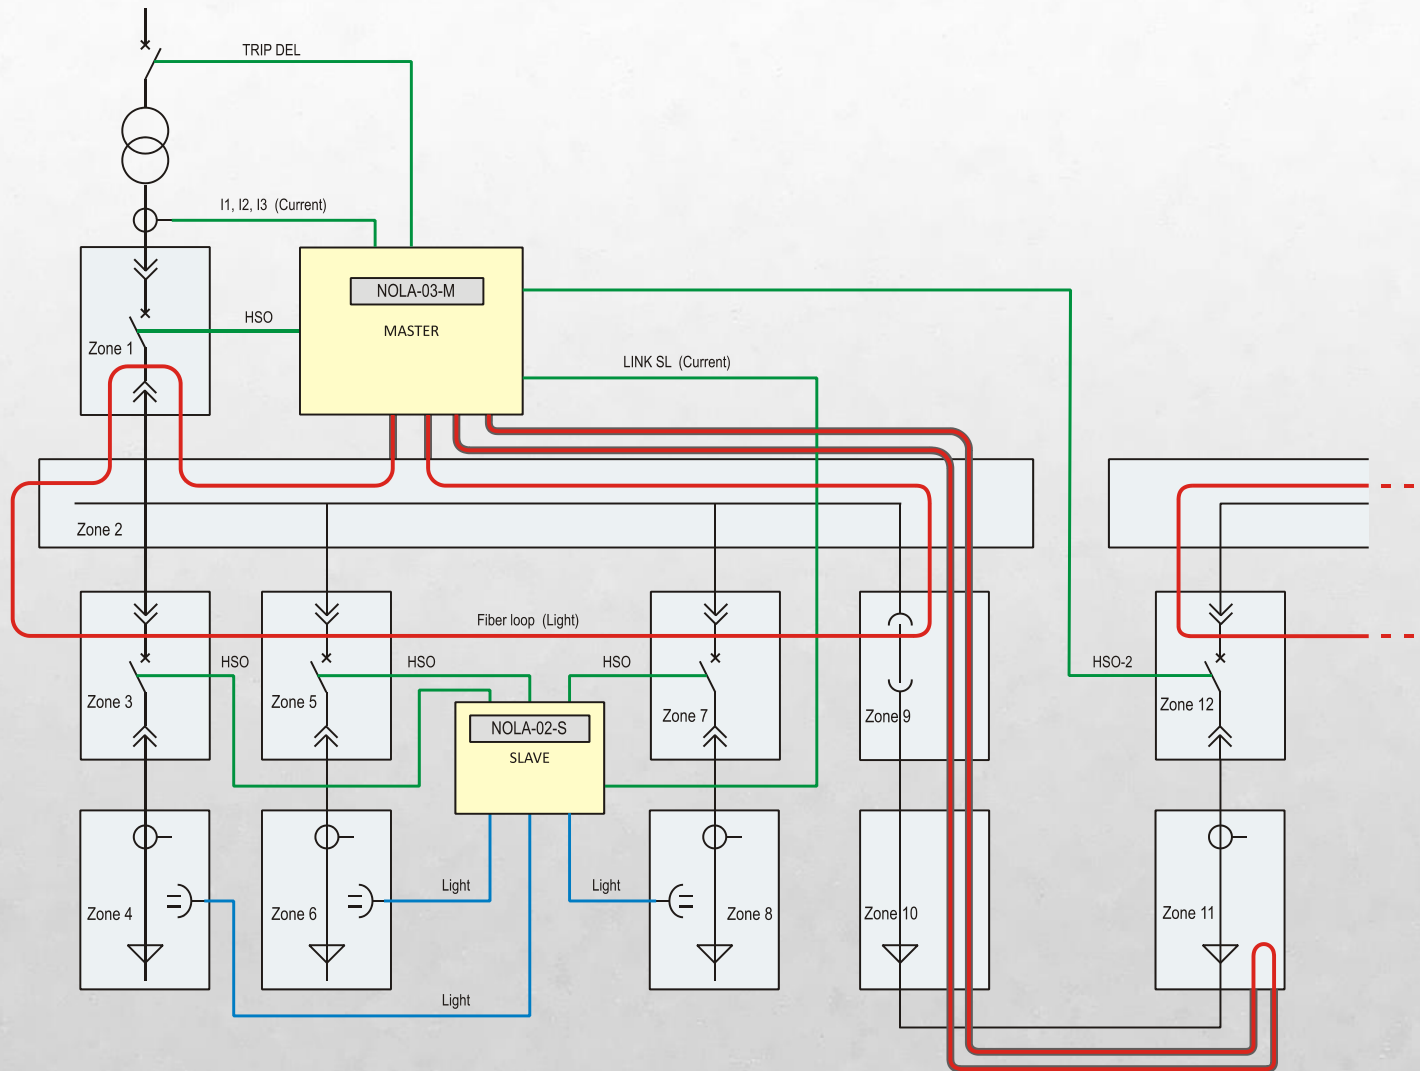 TRIP DEL
I1, I2, I3 (Current)
NOLA-03-M
MASTER
HSO
Zone 1
LINK SL (Current)
Zone 2
Fiber loop (Light)
HSO
HSO
HSO
HSO-2
Zone 3
Zone 5
Zone 7
Zone 9
Zone 12
NOLA-02-S
SLAVE
Light
Light
Zone 4
Zone 6
Zone 8
Zone 10
Zone 11
Light